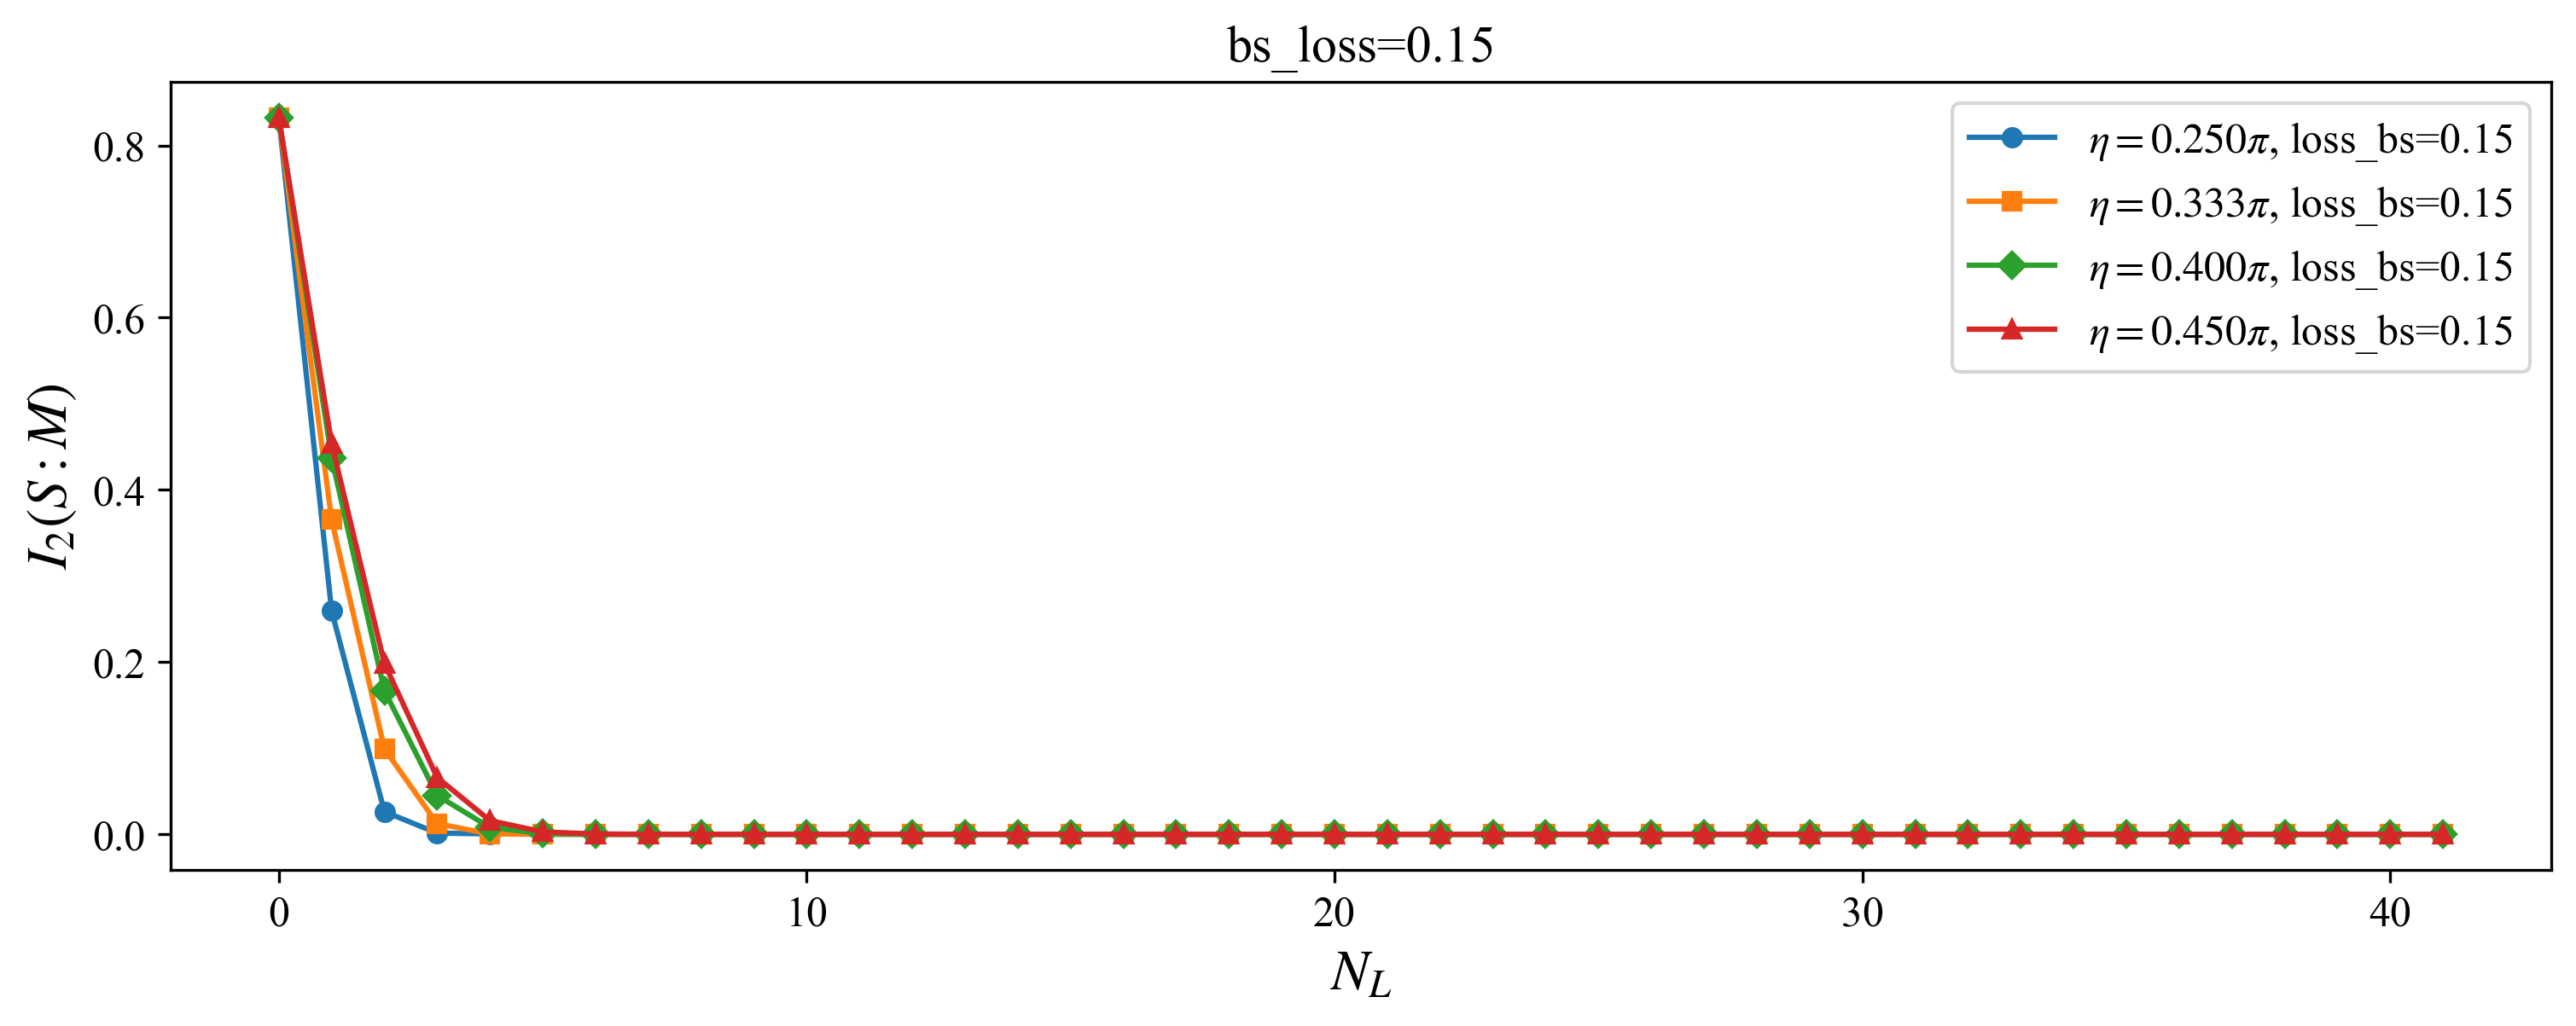 bs_loss=0.15
η = 0.250π, loss_bs=0.15
η = 0.333π, loss_bs=0.15
η = 0.400π, loss_bs=0.15
η = 0.450π, loss_bs=0.15
I₂(S : M)
0.8
0.6
0.4
0.2
0.0
0 10 20 30 40
N_L